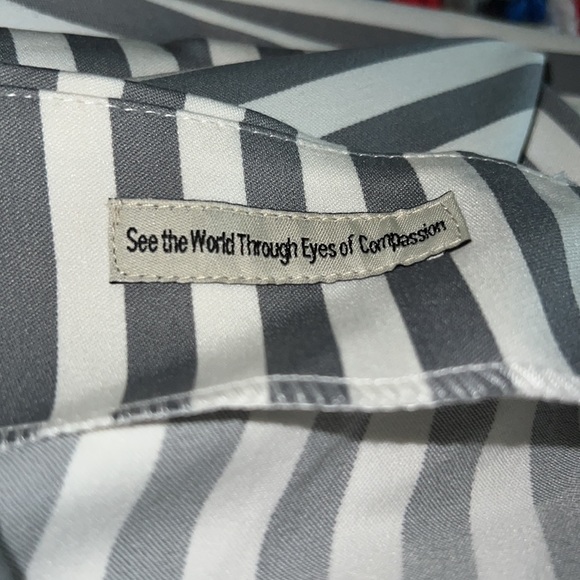 See the World Through Eyes of Compassion